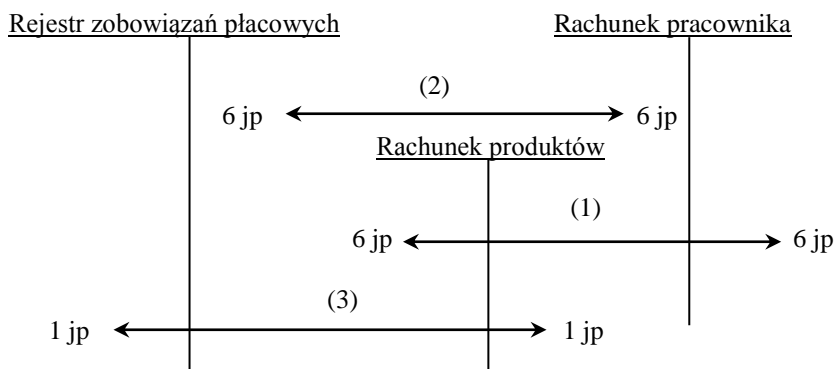 Rejestr zobowiązań płacowych Rachunek pracownika
(2)
6 jp 6 jp
Rachunek produktów
(1)
6 jp 6 jp
(3)
1 jp 1 jp